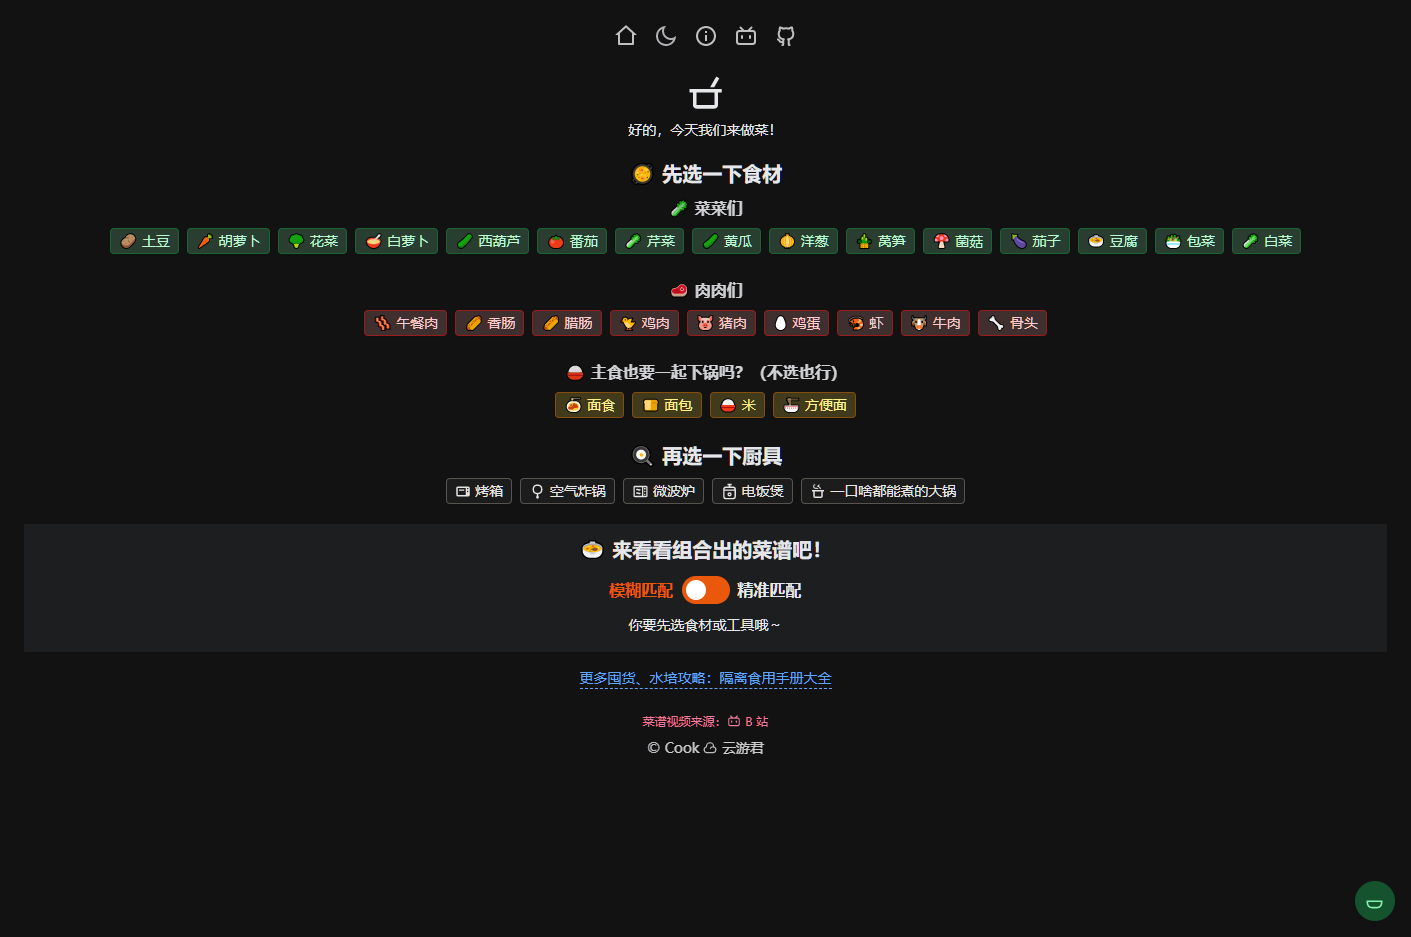 好的，今天我们来做菜！
🥘 先选一下食材
🥬 菜菜们
🥔 土豆 🥕 胡萝卜 🥦 花菜 🥣 白萝卜 🥒 西葫芦 🍅 番茄 🥬 芹菜 🥒 黄瓜 🧅 洋葱 🪴 莴笋 🍄 菌菇 🍆 茄子 🍲 豆腐 🥗 包菜 🥬 白菜
🥩 肉肉们
🥓 午餐肉 🌭 香肠 🌭 腊肠 🐤 鸡肉 🐷 猪肉 🥚 鸡蛋 🦐 虾 🐮 牛肉 🦴 骨头
🍚 主食也要一起下锅吗？（不选也行）
🍝 面食 🍞 面包 🍚 米 🍜 方便面
🍳 再选一下厨具
烤箱 空气炸锅 微波炉 电饭煲 一口啥都能煮的大锅
🍲 来看看组合出的菜谱吧！
模糊匹配 精准匹配
你要先选食材或工具哦～
更多囤货、水培攻略：隔离食用手册大全
菜谱视频来源： B 站
© Cook 云游君